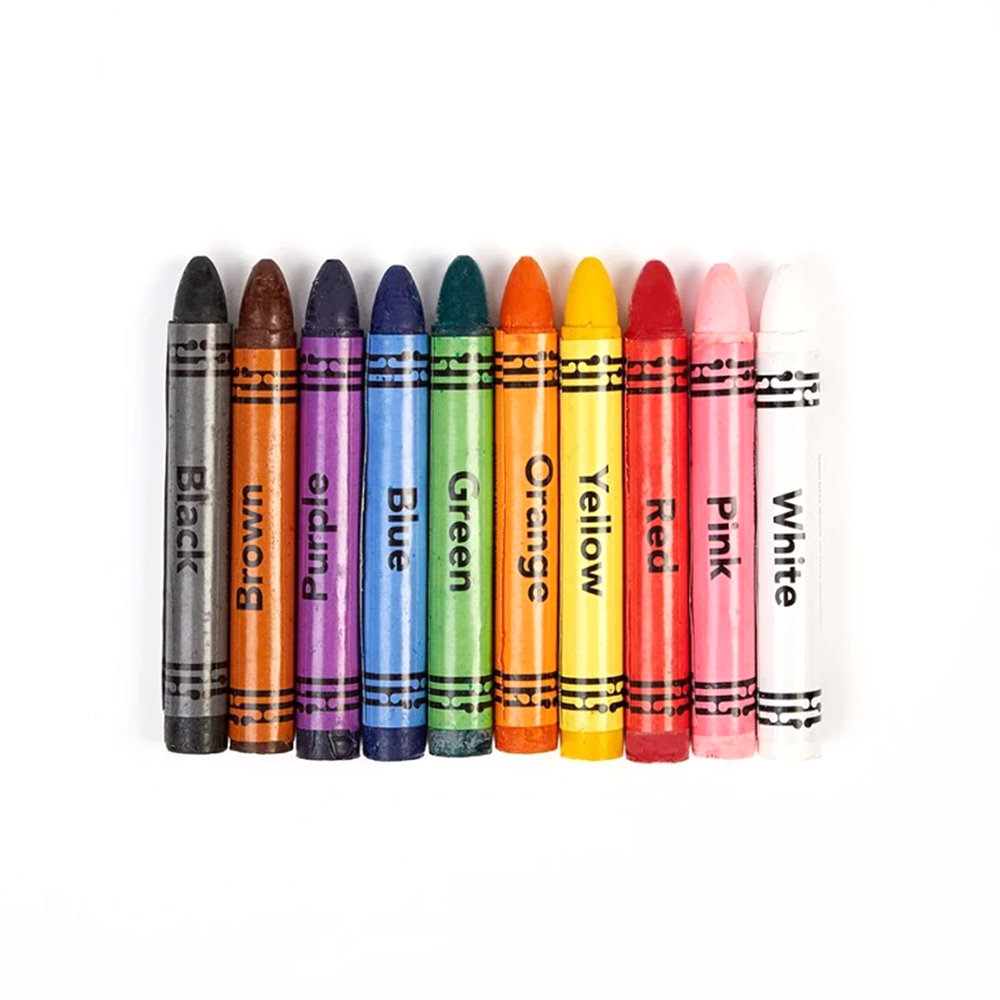 Black
Brown
Purple
Blue
Green
Orange
Yellow
Red
Pink
White